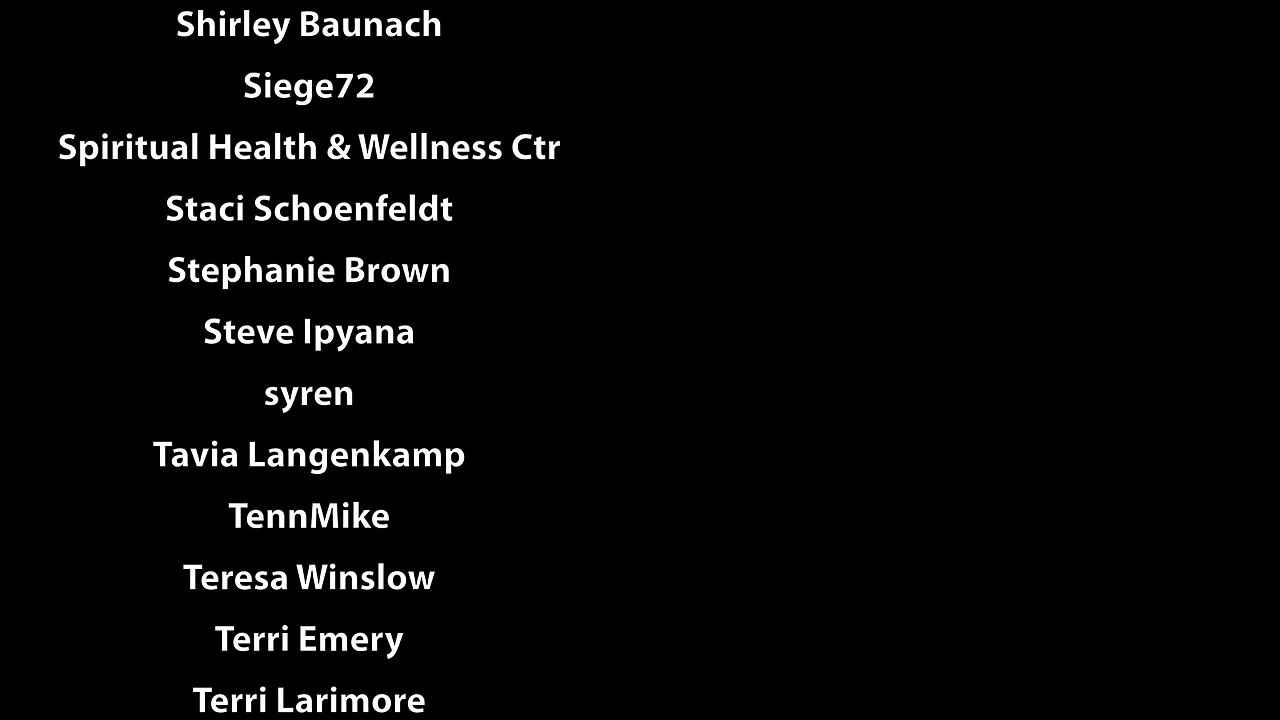 Shirley Baunach
Siege72
Spiritual Health & Wellness Ctr
Staci Schoenfeldt
Stephanie Brown
Steve Ipyana
syren
Tavia Langenkamp
TennMike
Teresa Winslow
Terri Emery
Terri Larimore